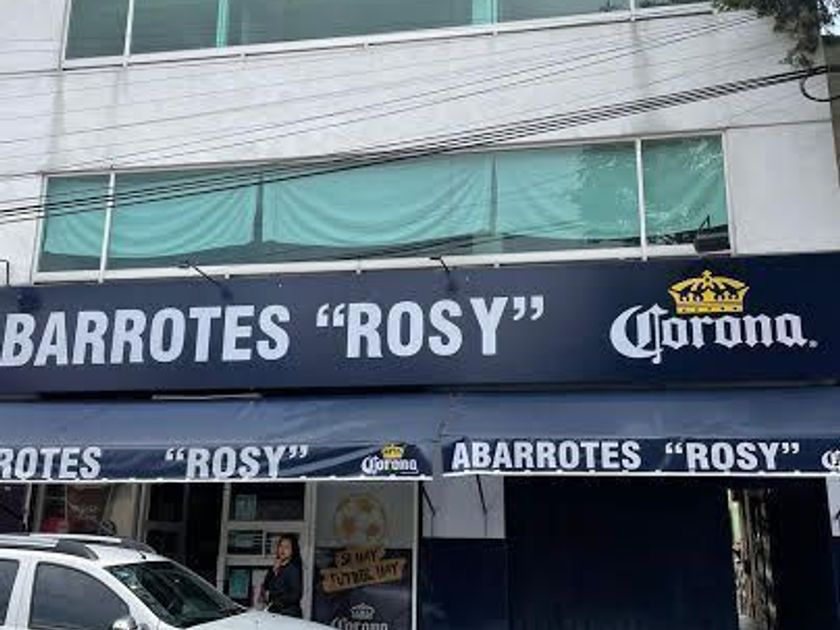 ABARROTES “ROSY” Corona.
ROTES “ROSY” Corona
ABARROTES “ROSY”
SI HAY
FUTBOL HAY
Corona